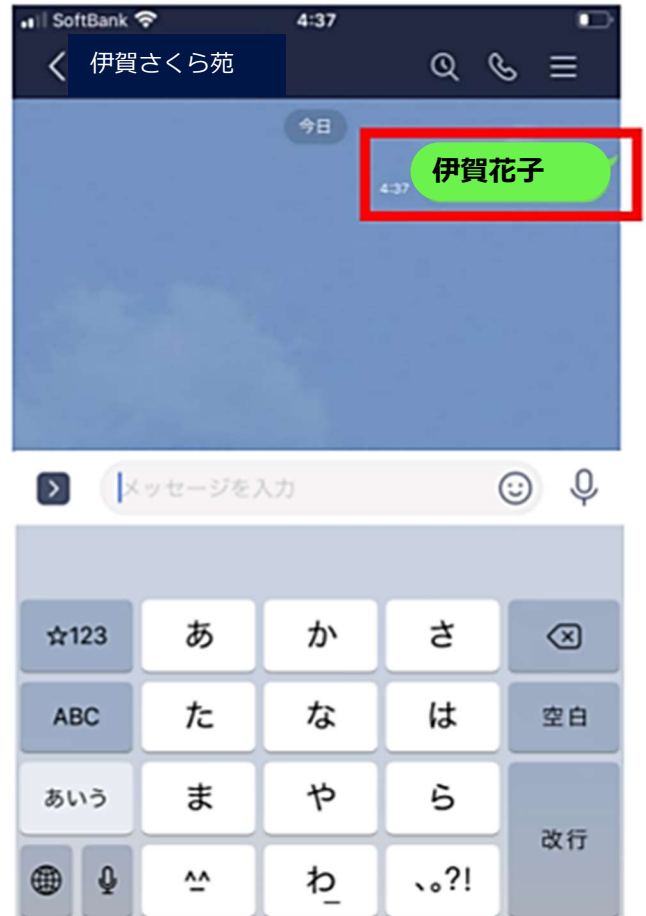 SoftBank 4:37
伊賀さくら苑
今日
4:37 伊賀花子
メッセージを入力
☆123 あ か さ
ABC た な は 空白
あいう ま や ら 改行
^^ わ_ 、。?!